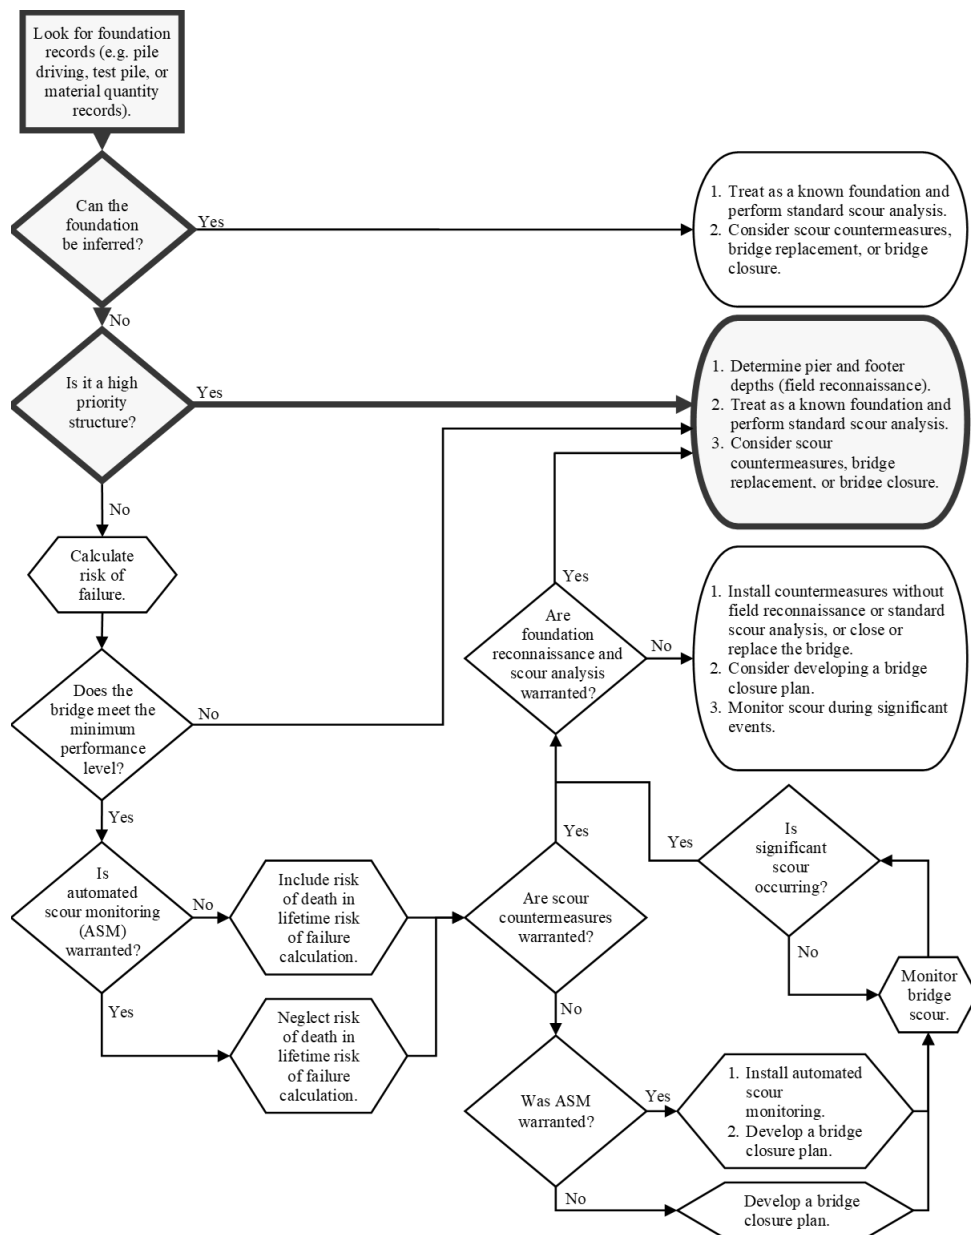 Look for foundation
records (e.g. pile
driving, test pile, or
material quantity
records).
Can the
foundation
be inferred?
Yes
1. Treat as a known foundation and
perform standard scour analysis.
2. Consider scour countermeasures,
bridge replacement, or bridge
closure.
No
Is it a high
priority
structure?
Yes
1. Determine pier and footer
depths (field reconnaissance).
2. Treat as a known foundation and
perform standard scour analysis.
3. Consider scour
countermeasures, bridge
replacement, or bridge closure.
No
Calculate
risk of
failure.
Does the
bridge meet the
minimum
performance
level?
No
Yes
Are
foundation
reconnaissance and
scour analysis
warranted?
Yes
No
1. Install countermeasures without
field reconnaissance or standard
scour analysis, or close or
replace the bridge.
2. Consider developing a bridge
closure plan.
3. Monitor scour during significant
events.
Is
automated
scour monitoring
(ASM)
warranted?
No
Yes
Include risk
of death in
lifetime risk
of failure
calculation.
Neglect risk
of death in
lifetime risk
of failure
calculation.
Are scour
countermeasures
warranted?
Yes
No
Is
significant
scour
occurring?
Yes
No
Monitor
bridge
scour.
Was ASM
warranted?
Yes
No
1. Install automated
scour
monitoring.
2. Develop a bridge
closure plan.
Develop a bridge
closure plan.